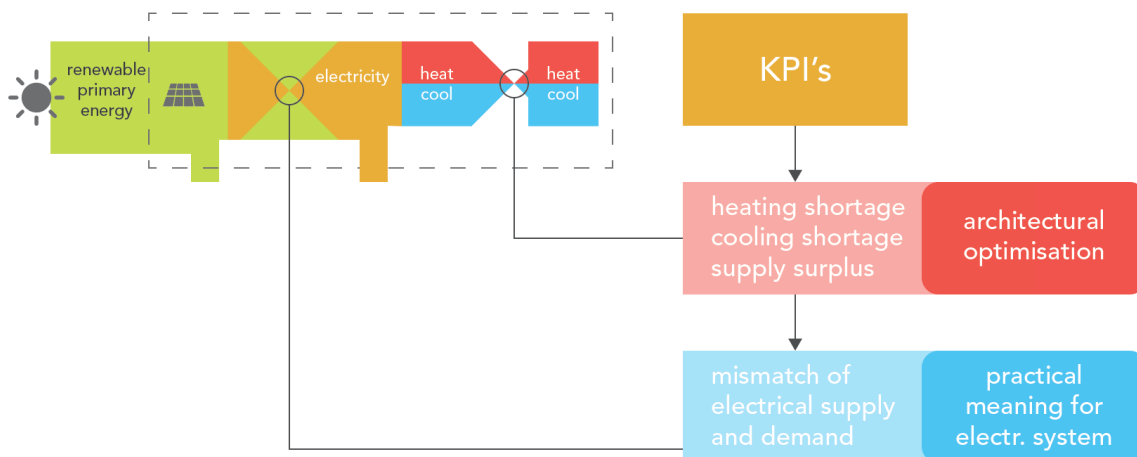 renewable
primary
energy
electricity
heat
cool
heat
cool
KPI's
heating shortage
cooling shortage
supply surplus
architectural
optimisation
mismatch of
electrical supply
and demand
practical
meaning for
electr. system